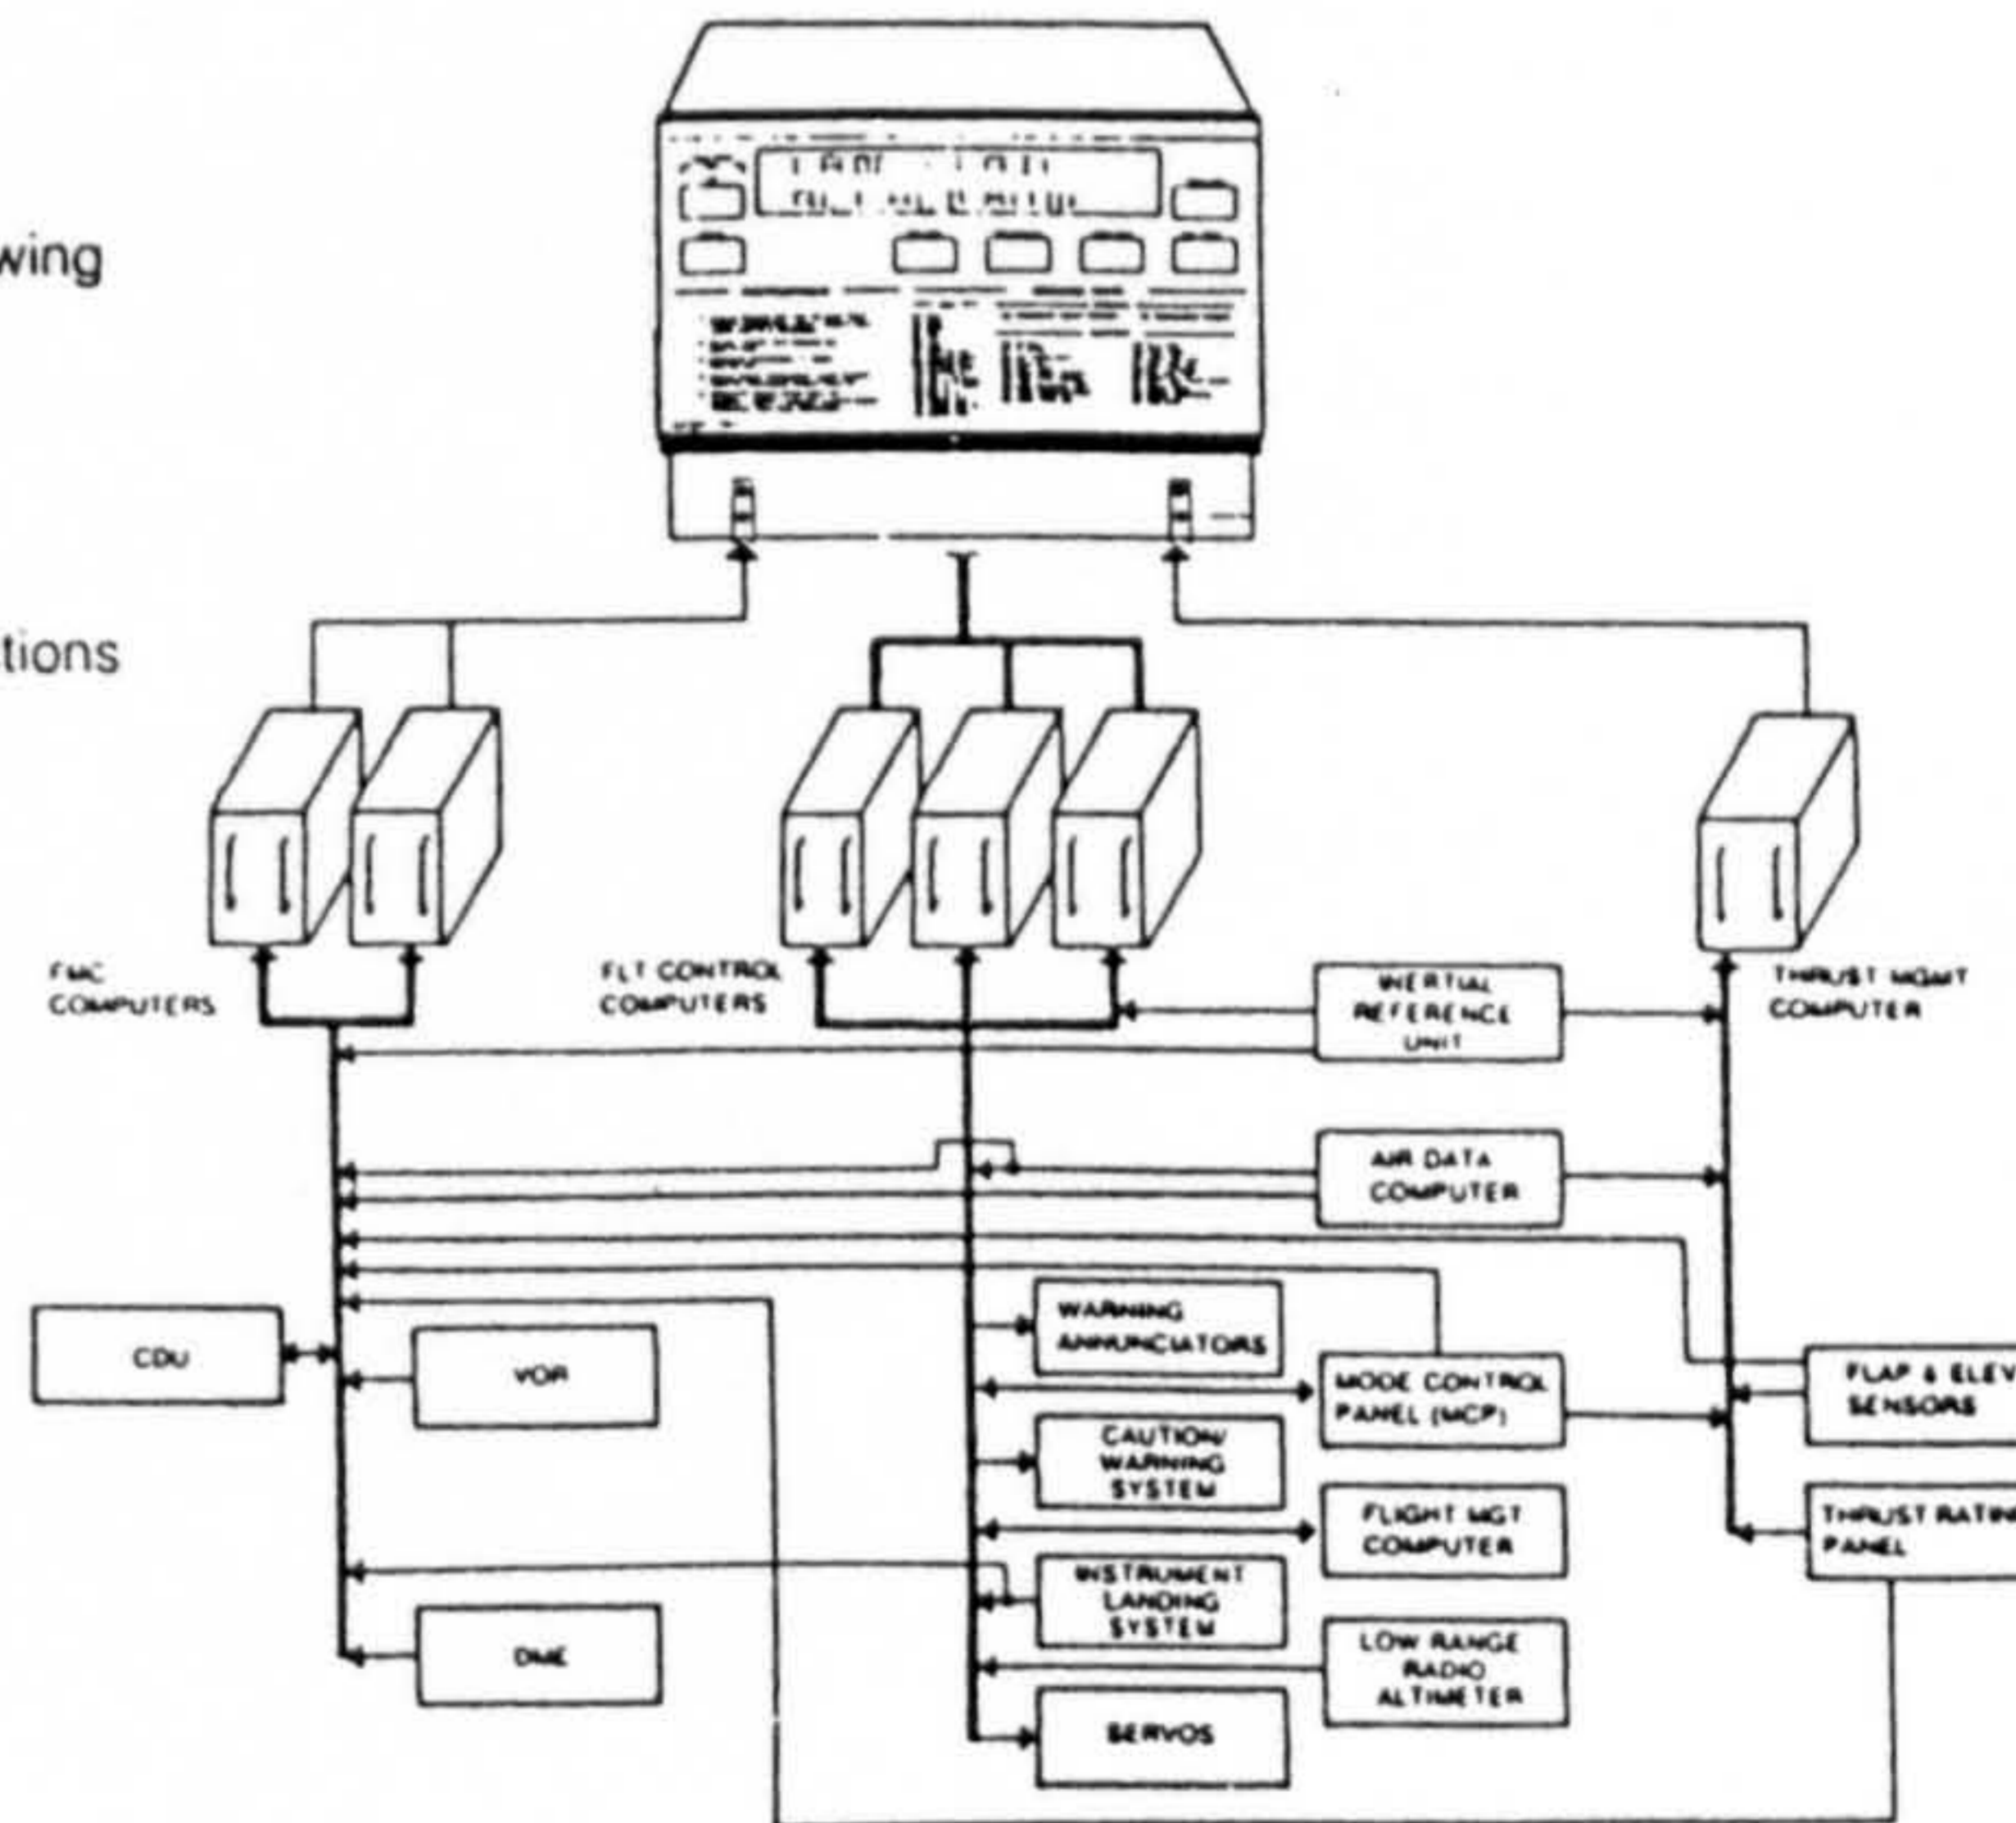 wing
tions
FMC
COMPUTERS
FLT CONTROL
COMPUTERS
INERTIAL
REFERENCE
UNIT
THRUST MGMT
COMPUTER
AIR DATA
COMPUTER
CDU
VOR
WARNING
ANNUNCIATORS
MODE CONTROL
PANEL (MCP)
FLAP & ELEV
SENSORS
CAUTION/
WARNING
SYSTEM
FLIGHT MGT
COMPUTER
THRUST RATIN
PANEL
INSTRUMENT
LANDING
SYSTEM
DME
LOW RANGE
RADIO
ALTIMETER
SERVOS